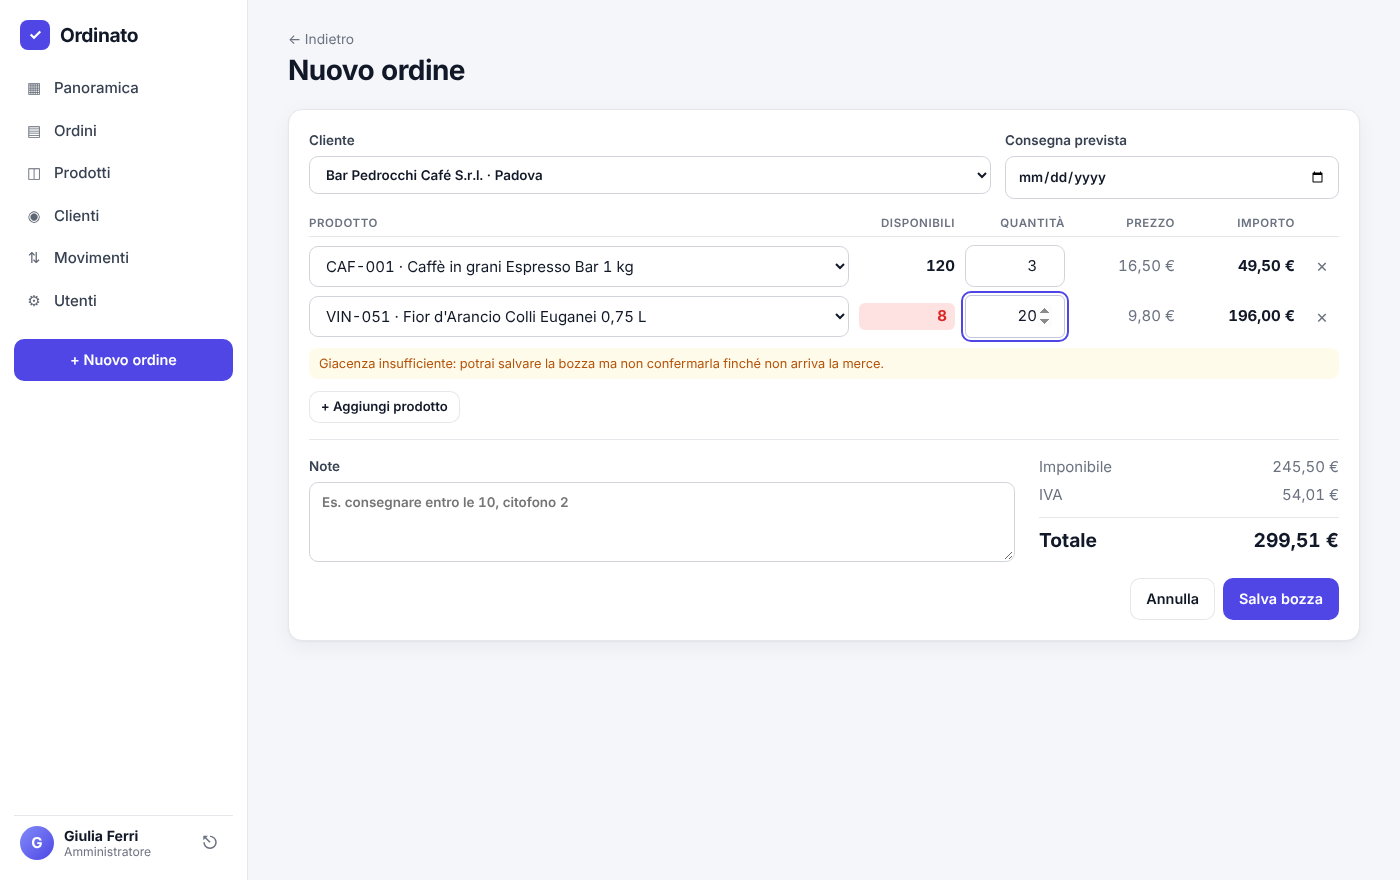 Ordinato
Panoramica
Ordini
Prodotti
Clienti
Movimenti
Utenti
+ Nuovo ordine
Giulia Ferri
Amministratore
G
← Indietro
Nuovo ordine
Cliente
Consegna prevista
Bar Pedrocchi Café S.r.l. · Padova
mm/dd/yyyy
PRODOTTO DISPONIBILI QUANTITÀ PREZZO IMPORTO
CAF-001 · Caffè in grani Espresso Bar 1 kg 120 3 16,50 € 49,50 € ×
VIN-051 · Fior d'Arancio Colli Euganei 0,75 L 8 20 9,80 € 196,00 € ×
Giacenza insufficiente: potrai salvare la bozza ma non confermarla finché non arriva la merce.
+ Aggiungi prodotto
Note
Es. consegnare entro le 10, citofono 2
Imponibile 245,50 €
IVA 54,01 €
Totale 299,51 €
Annulla
Salva bozza